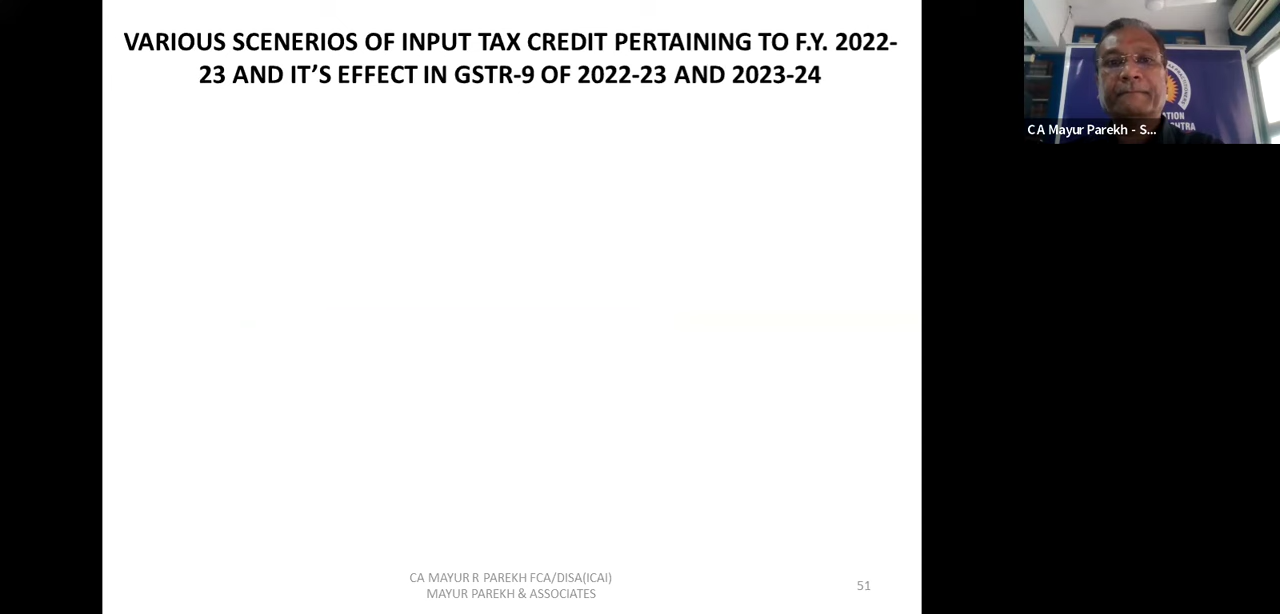 VARIOUS SCENERIOS OF INPUT TAX CREDIT PERTAINING TO F.Y. 2022-
23 AND IT’S EFFECT IN GSTR-9 OF 2022-23 AND 2023-24
CA Mayur Parekh - S...
CA MAYUR R PAREKH FCA/DISA(ICAI)
MAYUR PAREKH & ASSOCIATES
51